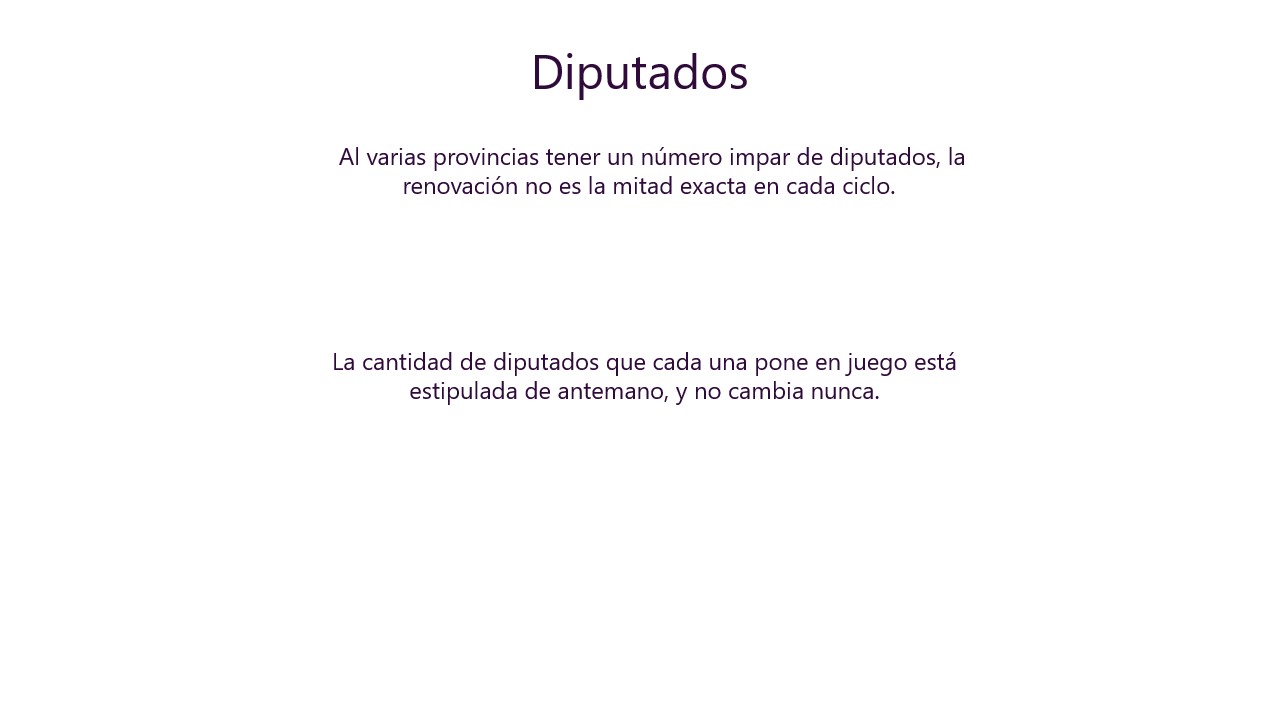 Diputados
Al varias provincias tener un número impar de diputados, la
renovación no es la mitad exacta en cada ciclo.
La cantidad de diputados que cada una pone en juego está
estipulada de antemano, y no cambia nunca.